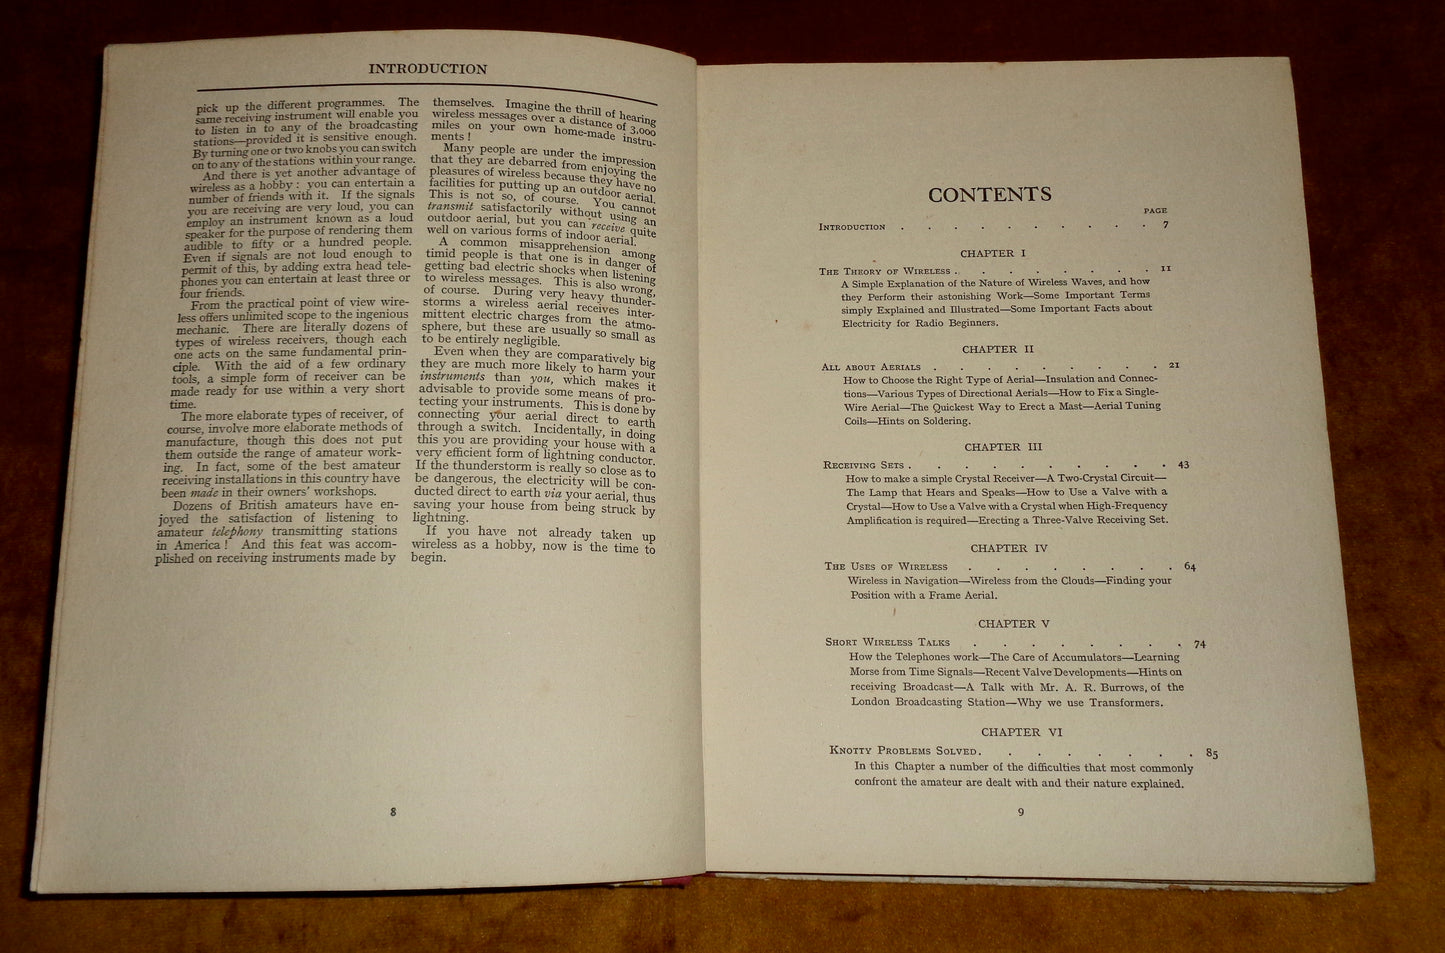 INTRODUCTION
pick up the different programmes. The
same receiving instrument will enable you
to listen in to any of the broadcasting
stations—provided it is sensitive enough.
By turning one or two knobs you can switch
on to any of the stations within your range.
And there is yet another advantage of
wireless as a hobby: you can entertain a
number of friends with it. If the signals
you are receiving are very loud, you can
employ an instrument known as a loud
speaker for the purpose of rendering them
audible to fifty or a hundred people.
Even if signals are not loud enough to
permit of this, by adding extra head tele-
phones you can entertain at least three or
four friends.
From the practical point of view wire-
less offers unlimited scope to the ingenious
mechanic. There are literally dozens of
types of wireless receivers, though each
one acts on the same fundamental prin-
ciple. With the aid of a few ordinary
tools, a simple form of receiver can be
made ready for use within a very short
time.
The more elaborate types of receiver, of
course, involve more elaborate methods of
manufacture, though this does not put
them outside the range of amateur work-
ing. In fact, some of the best amateur
receiving installations in this country have
been made in their owners' workshops.
Dozens of British amateurs have en-
joyed the satisfaction of listening to
amateur telephony transmitting stations
in America! And this feat was accom-
plished on receiving instruments made by
themselves. Imagine the thrill of hearing
wireless messages over a distance of 3,000
miles on your own home-made instru-
ments!
Many people are under the impression
that they are debarred from enjoying the
pleasures of wireless because they have no
facilities for putting up an outdoor aerial.
This is not so, of course. You cannot
transmit satisfactorily without using an
outdoor aerial, but you can receive quite
well on various forms of indoor aerial.
A common misapprehension among
timid people is that one is in danger of
getting bad electric shocks when listening
to wireless messages. This is also wrong,
of course. During very heavy thunder-
storms a wireless aerial receives inter-
mittent electric charges from the atmo-
sphere, but these are usually so small as
to be entirely negligible.
Even when they are comparatively big
they are much more likely to harm your
instruments than you, which makes it
advisable to provide some means of pro-
tecting your instruments. This is done by
connecting your aerial direct to earth
through a switch. Incidentally, in doing
this you are providing your house with a
very efficient form of lightning conductor.
If the thunderstorm is really so close as to
be dangerous, the electricity will be con-
ducted direct to earth via your aerial, thus
saving your house from being struck by
lightning.
If you have not already taken up
wireless as a hobby, now is the time to
begin.
8
CONTENTS
PAGE
INTRODUCTION . . . . . . . . . 7
CHAPTER I
THE THEORY OF WIRELESS . . . . . . . . 11
A Simple Explanation of the Nature of Wireless Waves, and how
they Perform their astonishing Work—Some Important Terms
simply Explained and Illustrated—Some Important Facts about
Electricity for Radio Beginners.
CHAPTER II
ALL ABOUT AERIALS . . . . . . . . 21
How to Choose the Right Type of Aerial—Insulation and Connec-
tions—Various Types of Directional Aerials—How to Fix a Single-
Wire Aerial—The Quickest Way to Erect a Mast—Aerial Tuning
Coils—Hints on Soldering.
CHAPTER III
RECEIVING SETS . . . . . . . . . . 43
How to make a simple Crystal Receiver—A Two-Crystal Circuit—
The Lamp that Hears and Speaks—How to Use a Valve with a
Crystal—How to Use a Valve with a Crystal when High-Frequency
Amplification is required—Erecting a Three-Valve Receiving Set.
CHAPTER IV
THE USES OF WIRELESS . . . . . . . . 64
Wireless in Navigation—Wireless from the Clouds—Finding your
Position with a Frame Aerial.
CHAPTER V
SHORT WIRELESS TALKS . . . . . . . . 74
How the Telephones work—The Care of Accumulators—Learning
Morse from Time Signals—Recent Valve Developments—Hints on
receiving Broadcast—A Talk with Mr. A. R. Burrows, of the
London Broadcasting Station—Why we use Transformers.
CHAPTER VI
KNOTTY PROBLEMS SOLVED . . . . . . . . 85
In this Chapter a number of the difficulties that most commonly
confront the amateur are dealt with and their nature explained.
9